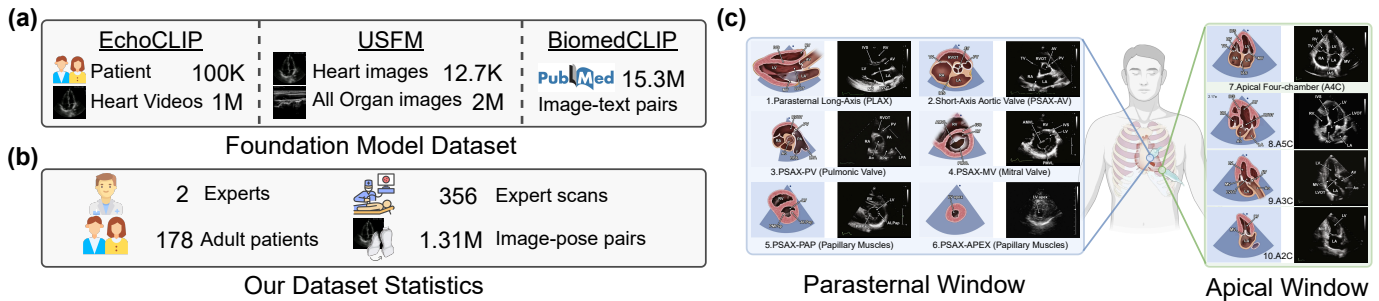 (a)
EchoCLIP
Patient 100K
Heart Videos 1M
USFM
Heart images 12.7K
All Organ images 2M
BiomedCLIP
PubMed 15.3M
Image-text pairs
Foundation Model Dataset
(b)
2 Experts
356 Expert scans
178 Adult patients
1.31M Image-pose pairs
Our Dataset Statistics
(c)
1.Parasternal Long-Axis (PLAX)
2.Short-Axis Aortic Valve (PSAX-AV)
3.PSAX-PV (Pulmonic Valve)
4.PSAX-MV (Mitral Valve)
5.PSAX-PAP (Papillary Muscles)
6.PSAX-APEX (Papillary Muscles)
Parasternal Window
7.Apical Four-chamber (A4C)
8.A5C
9.A3C
10.A2C
Apical Window